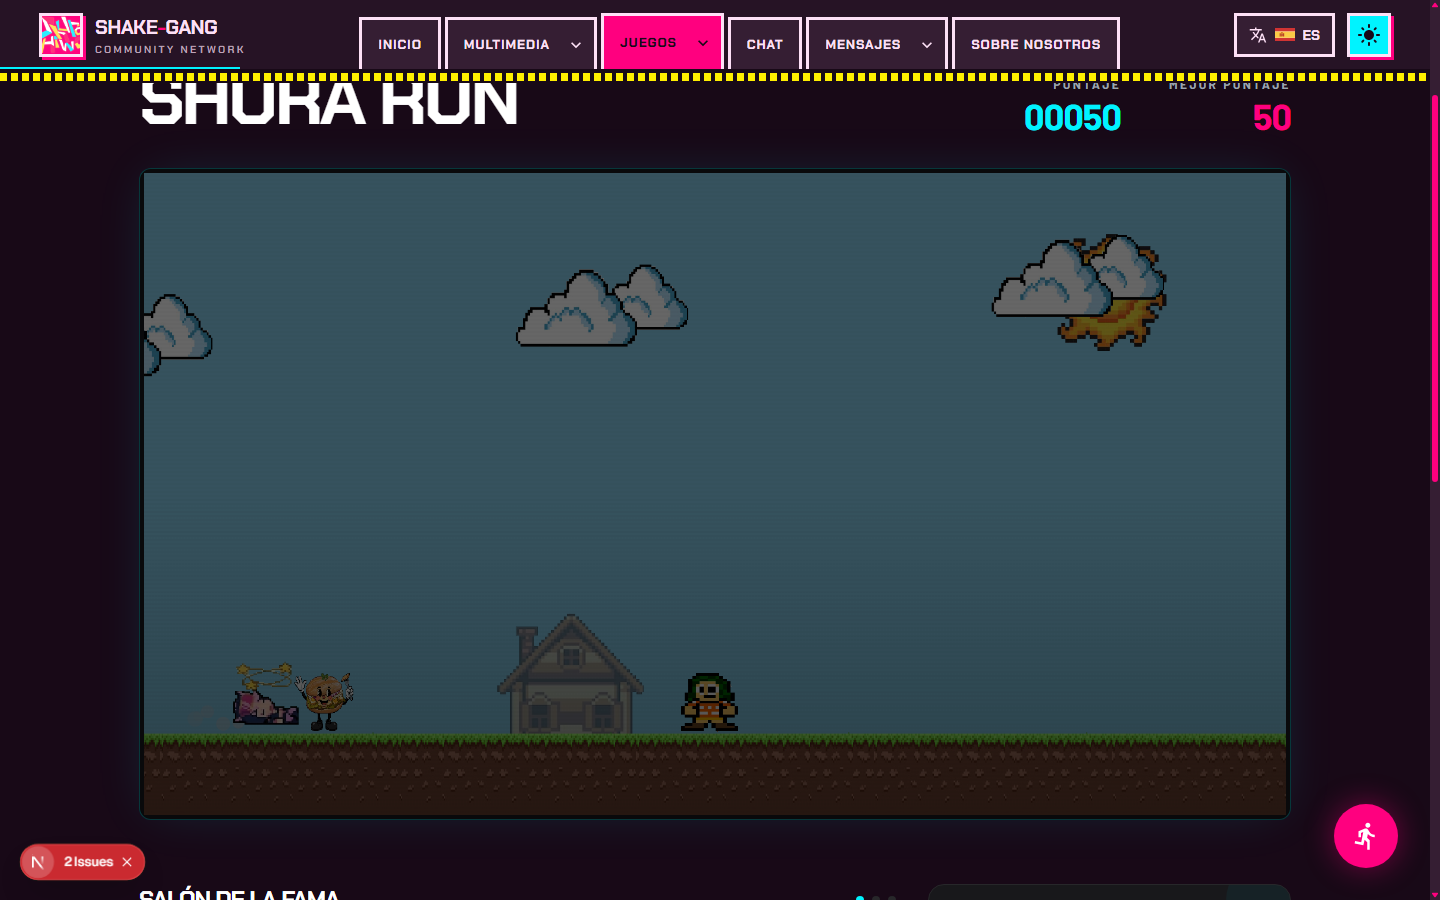 SHAKE-GANG
COMMUNITY NETWORK
INICIO
MULTIMEDIA
JUEGOS
CHAT
MENSAJES
SOBRE NOSOTROS
ES
SHURA RUN
PUNTAJE
MEJOR PUNTAJE
00050
50
2 Issues
SALÓN DE LA FAMA